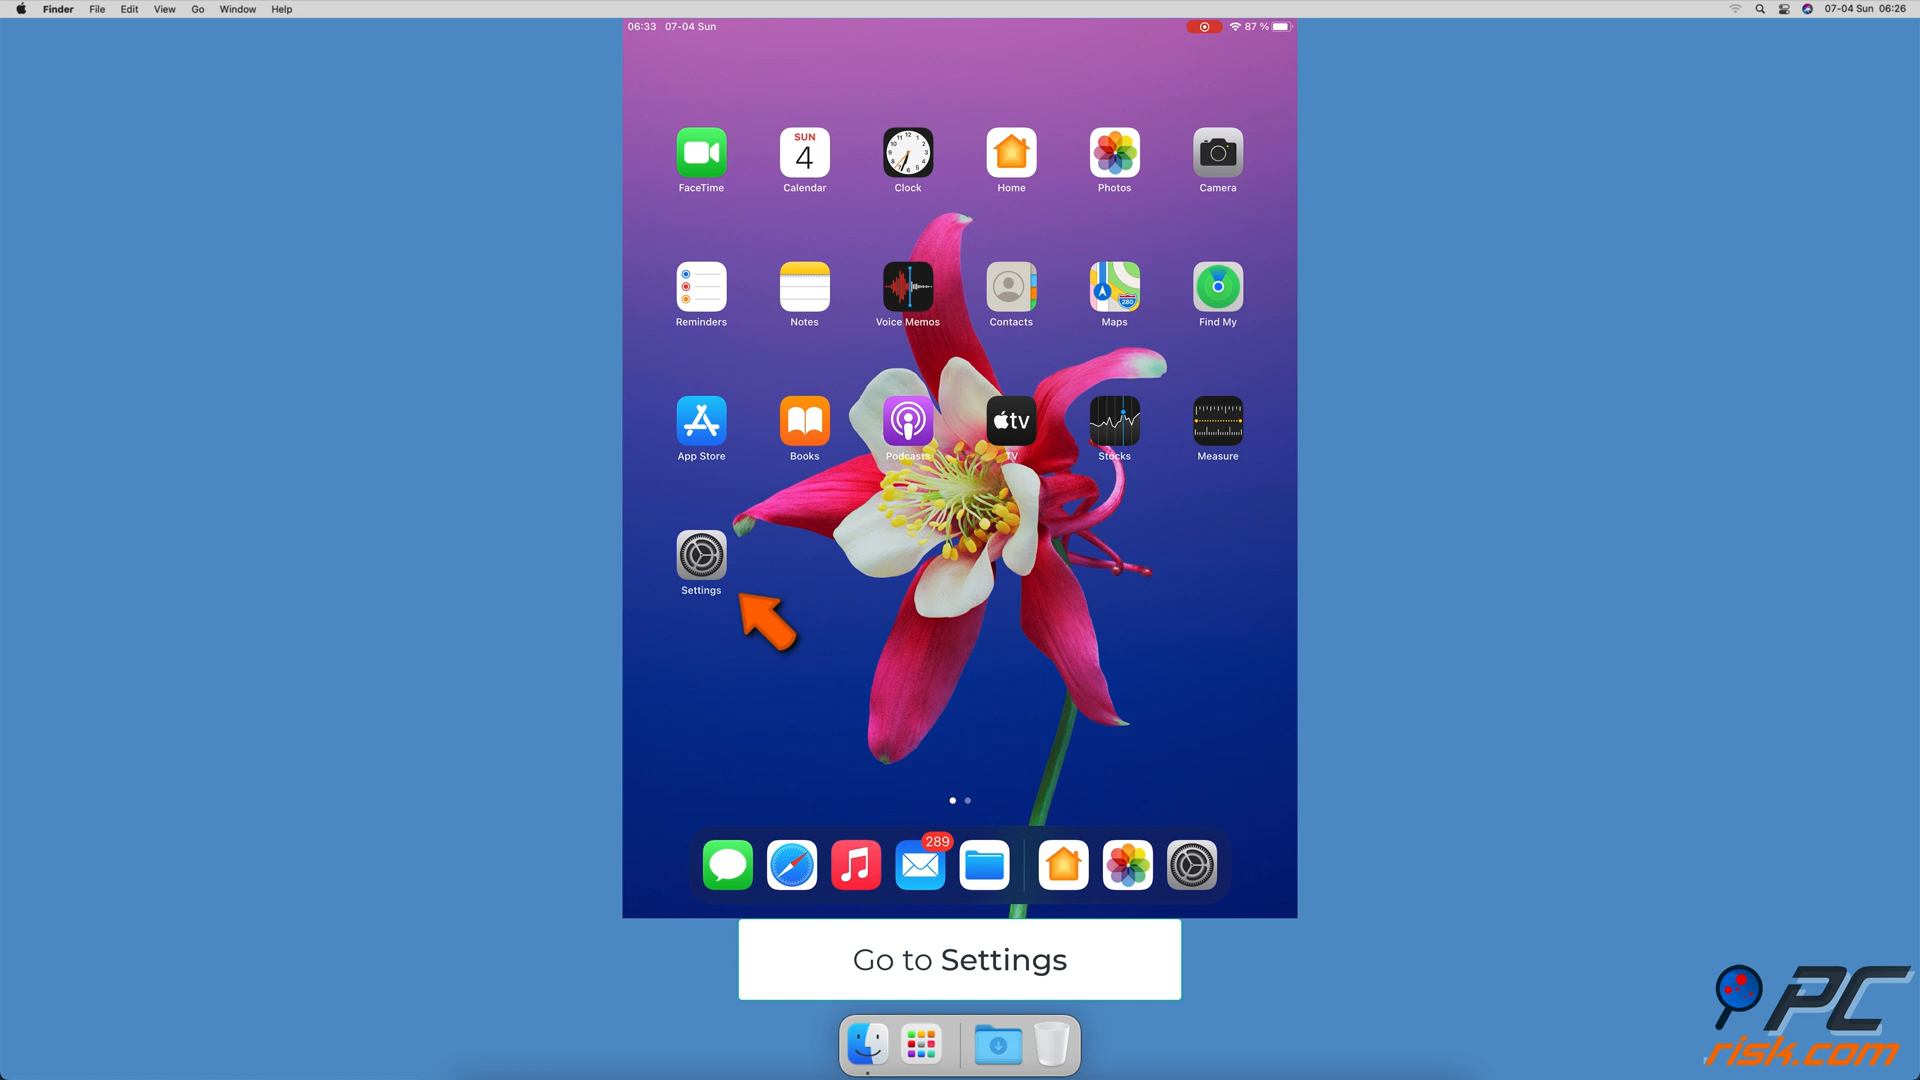 Finder File Edit View Go Window Help
07-04 Sun 06:26
06:33 07-04 Sun
87 %
SUN
4
FaceTime Calendar Clock Home Photos Camera
280
Reminders Notes Voice Memos Contacts Maps Find My
tv
App Store Books Podcasts TV Stocks Measure
Settings
289
Go to Settings
PC
risk.com